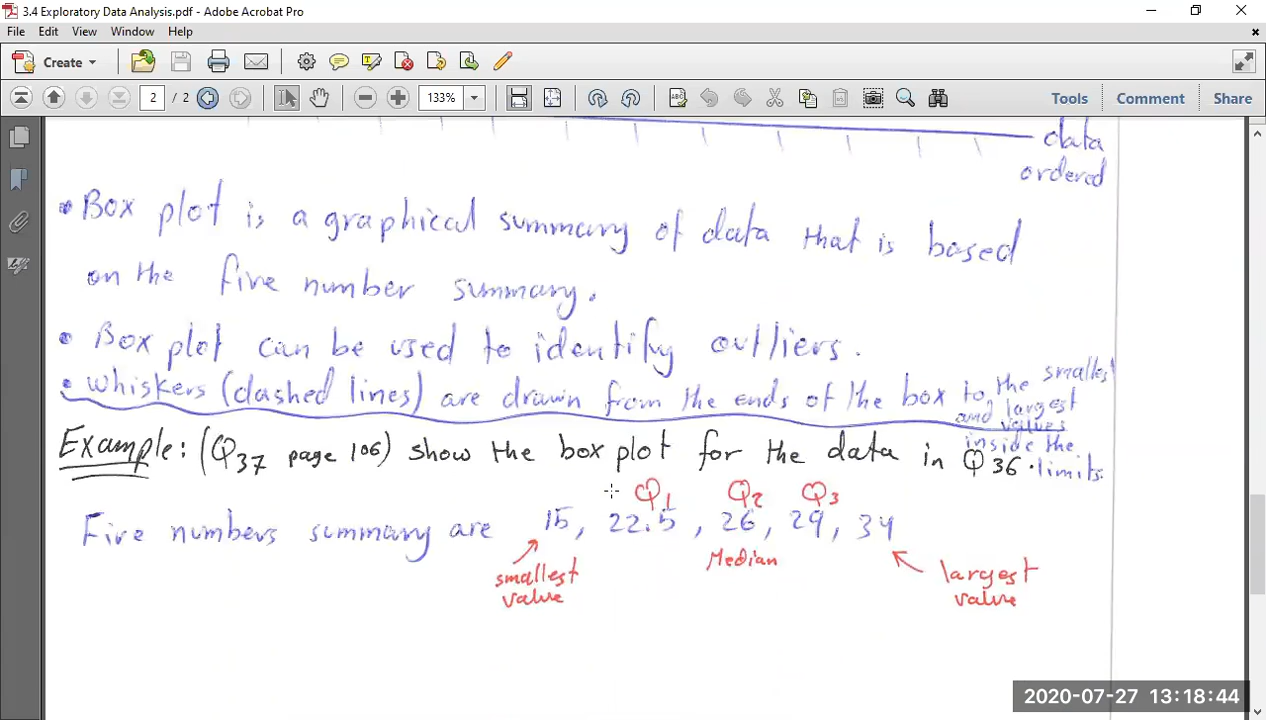 3.4 Exploratory Data Analysis.pdf - Adobe Acrobat Pro
File Edit View Window Help
Create
2 / 2 133% Tools Comment Share
data
ordered
• Box plot is a graphical summary of data that is based
on the five number summary.
• Box plot can be used to identify outliers.
• whiskers (dashed lines) are drawn from the ends of the box to the smallest
and largest
values
inside the
limits.
Example: (Q37 page 106) show the box plot for the data in Q36.
Q1 Q2 Q3
Five numbers summary are 15, 22.5, 26, 29, 34
smallest
value
Median
largest
value
2020-07-27 13:18:44